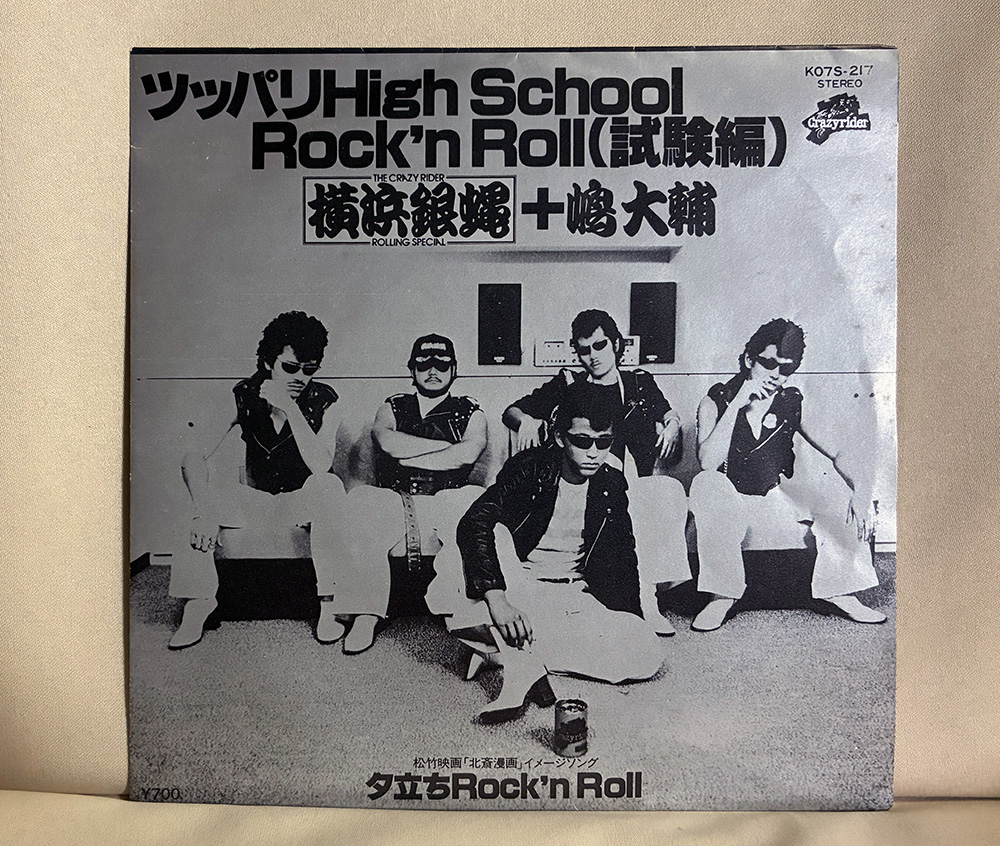 ツッパリHigh School
Rock'n Roll(試験編)
K07S-217
STEREO
Crazyrider
THE CRAZY RIDER
横浜銀蝿
ROLLING SPECIAL
+嶋大輔
松竹映画「北斎漫画」イメージソング
夕立ちRock'n Roll
¥700